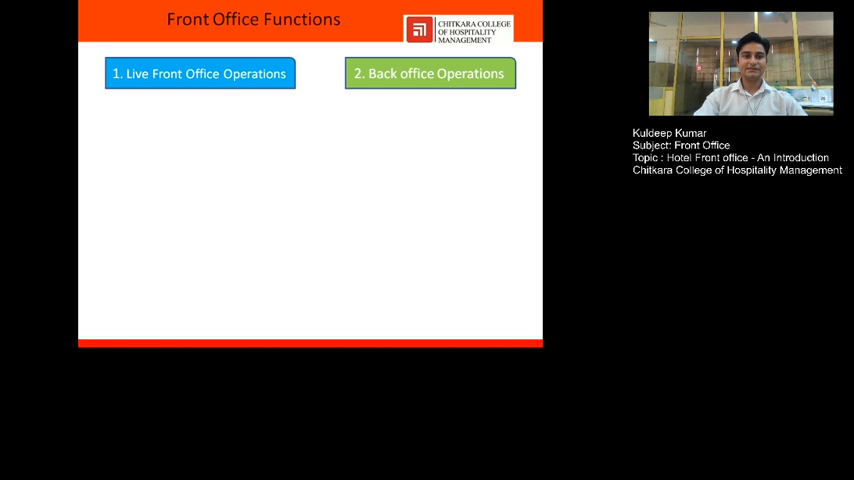 Front Office Functions
CHITKARA COLLEGE
OF HOSPITALITY
MANAGEMENT
1. Live Front Office Operations
2. Back office Operations
Kuldeep Kumar
Subject: Front Office
Topic : Hotel Front office - An Introduction
Chitkara College of Hospitality Management